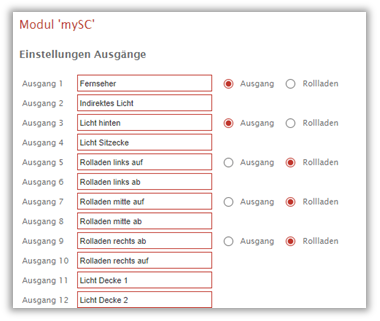 Modul 'mySC'
Einstellungen Ausgänge
Ausgang 1 Fernseher Ausgang Rollladen
Ausgang 2 Indirektes Licht
Ausgang 3 Licht hinten Ausgang Rollladen
Ausgang 4 Licht Sitzecke
Ausgang 5 Rolladen links auf Ausgang Rollladen
Ausgang 6 Rolladen links ab
Ausgang 7 Rolladen mitte auf Ausgang Rollladen
Ausgang 8 Rolladen mitte ab
Ausgang 9 Rolladen rechts ab Ausgang Rollladen
Ausgang 10 Rolladen rechts auf
Ausgang 11 Licht Decke 1
Ausgang 12 Licht Decke 2